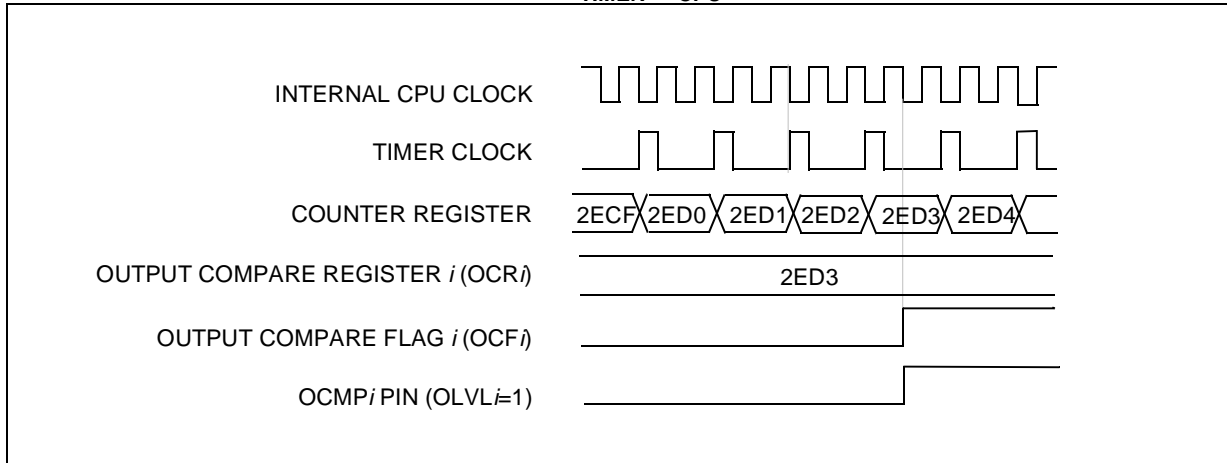 INTERNAL CPU CLOCK
TIMER CLOCK
COUNTER REGISTER 2ECF 2ED0 2ED1 2ED2 2ED3 2ED4
OUTPUT COMPARE REGISTER i (OCRi) 2ED3
OUTPUT COMPARE FLAG i (OCFi)
OCMPi PIN (OLVLi=1)